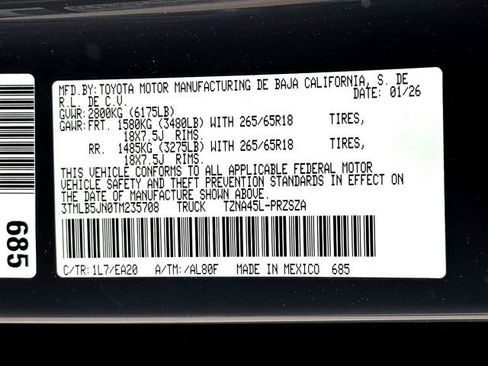 MFD.BY:TOYOTA MOTOR MANUFACTURING DE BAJA CALIFORNIA, S. DE
R.L. DE C.V. DATE: 01/26
GVWR: 2800KG (6175LB)
GAWR: FRT. 1580KG (3480LB) WITH 265/65R18 TIRES,
18X7.5J RIMS.
RR. 1485KG (3275LB) WITH 265/65R18 TIRES,
18X7.5J RIMS.
THIS VEHICLE CONFORMS TO ALL APPLICABLE FEDERAL MOTOR
VEHICLE SAFETY AND THEFT PREVENTION STANDARDS IN EFFECT ON
THE DATE OF MANUFACTURE SHOWN ABOVE.
3TMLB5JN0TM235708 TRUCK TZNA45L-PRZSZA
C/TR: 1L7/EA20 A/TM: /AL80F MADE IN MEXICO 685
685